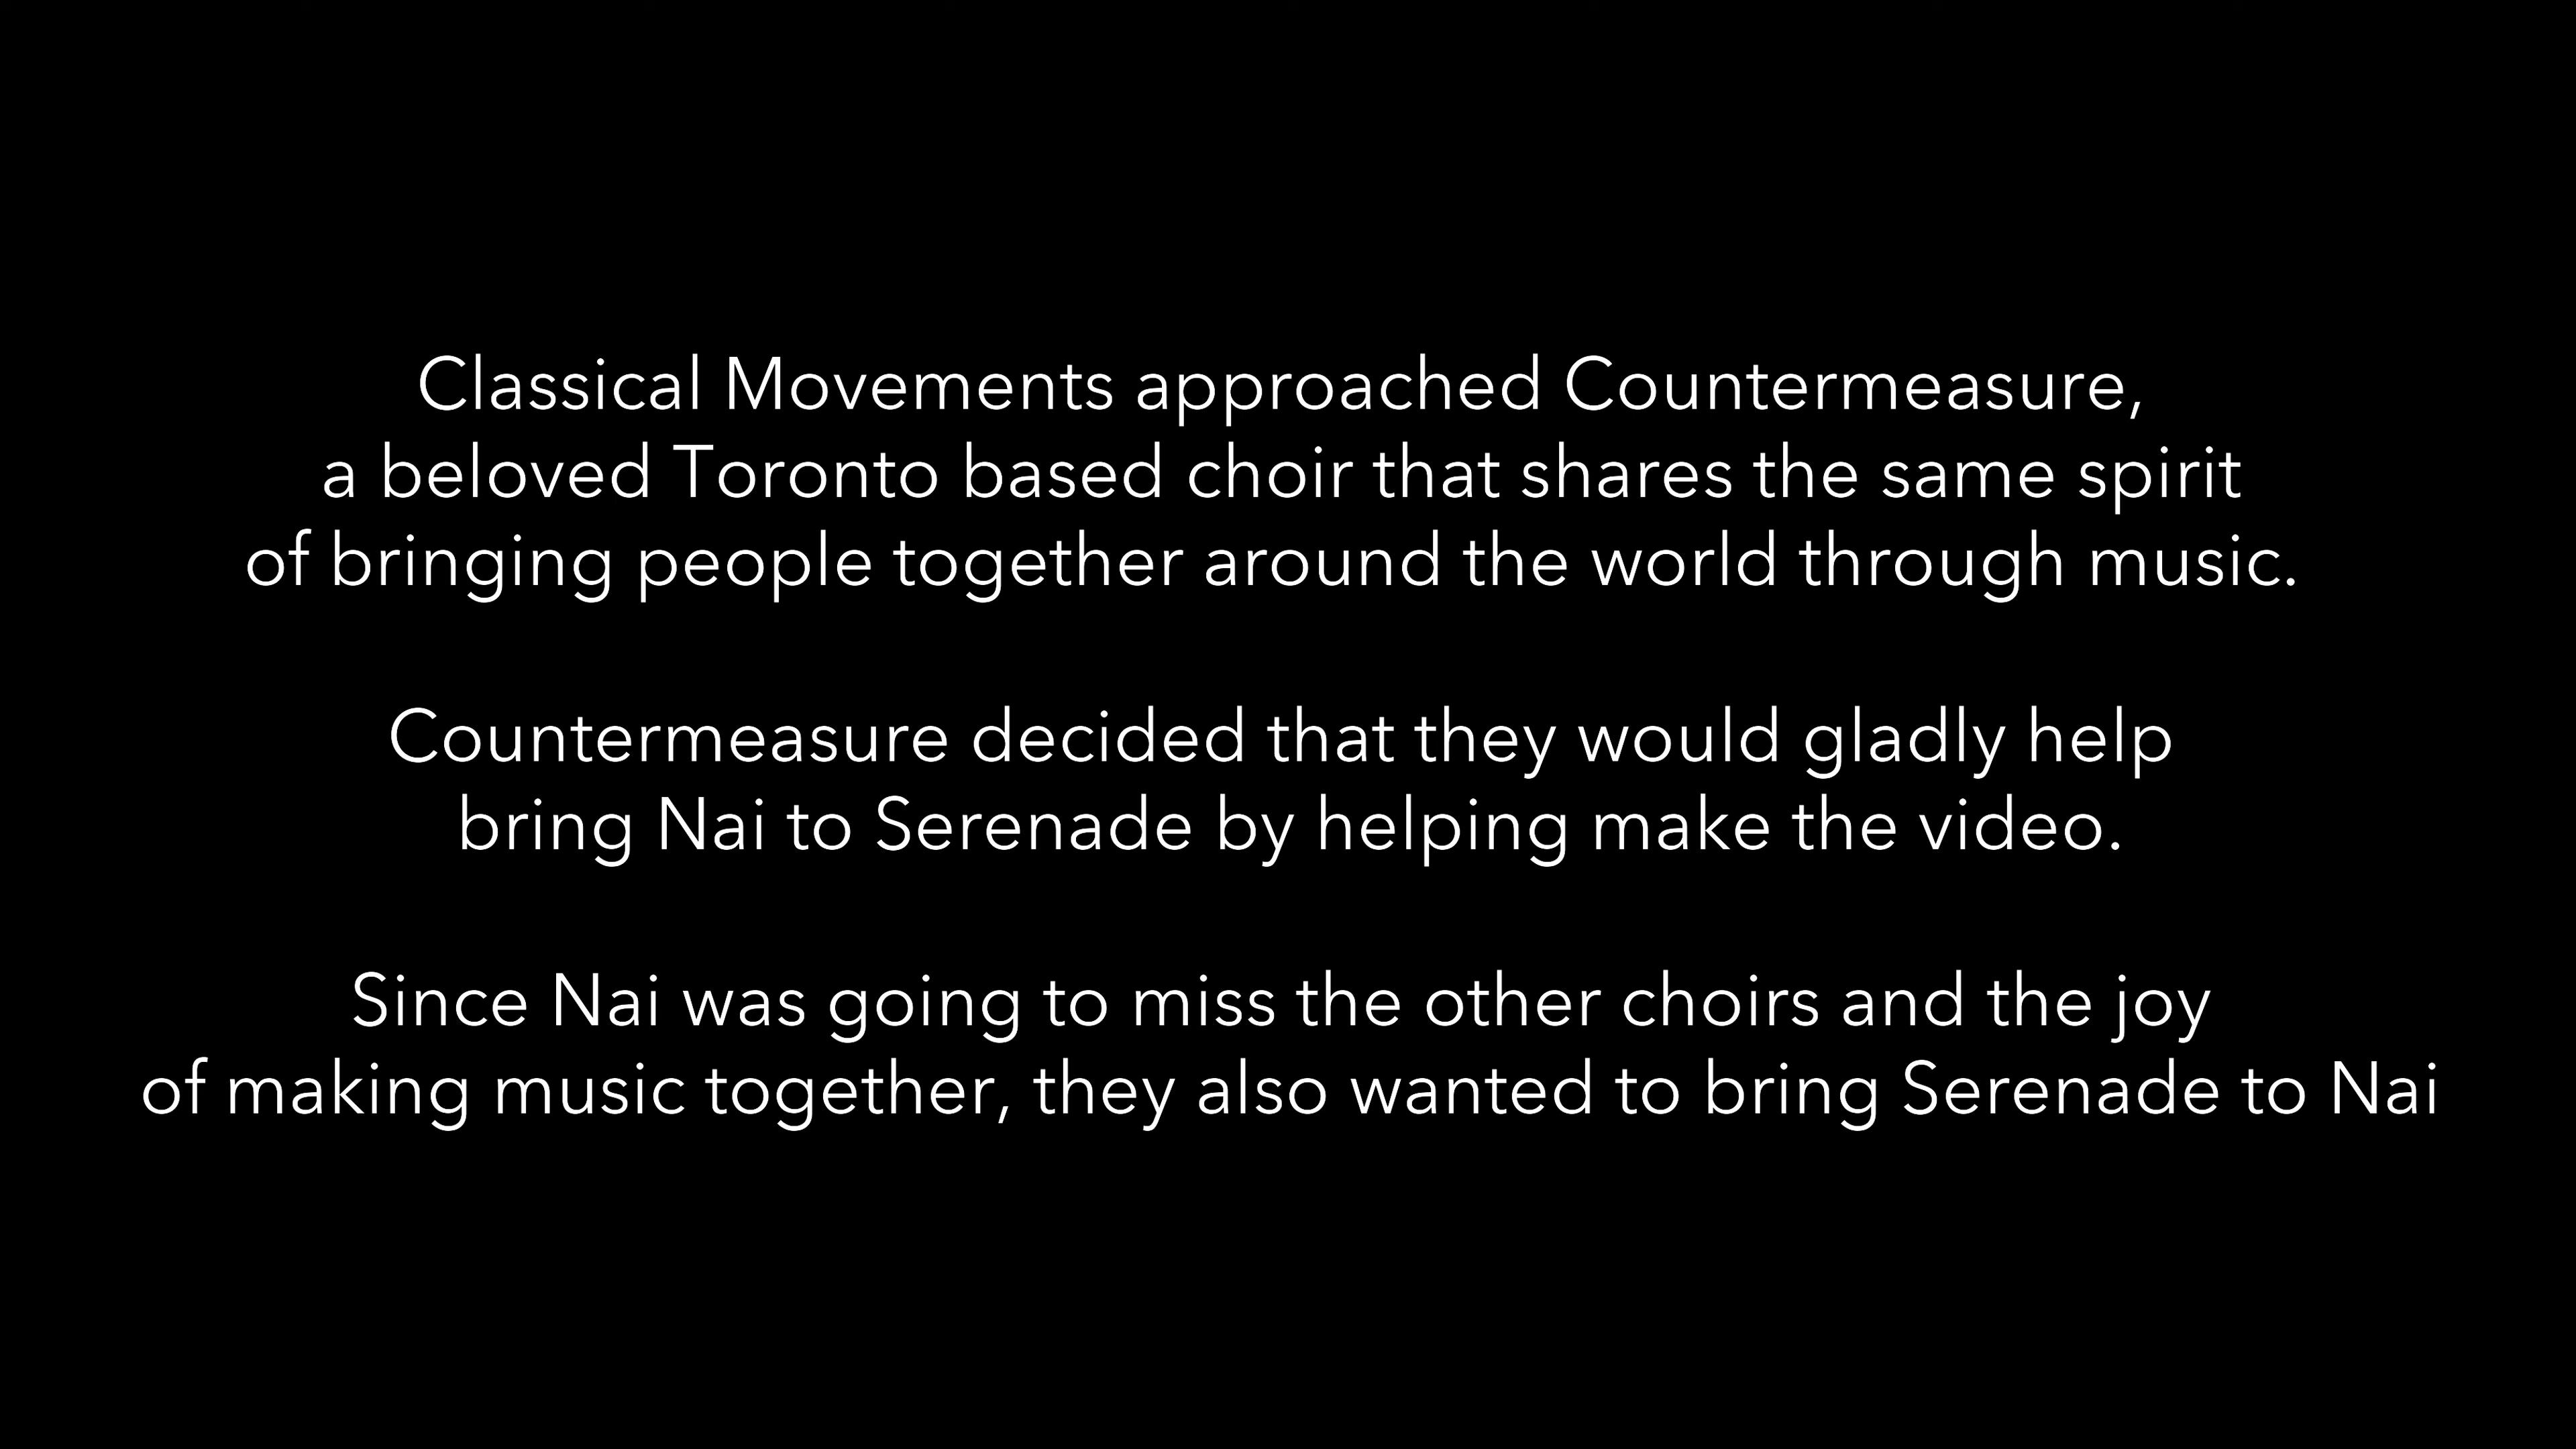 Classical Movements approached Countermeasure,
a beloved Toronto based choir that shares the same spirit
of bringing people together around the world through music.
Countermeasure decided that they would gladly help
bring Nai to Serenade by helping make the video.
Since Nai was going to miss the other choirs and the joy
of making music together, they also wanted to bring Serenade to Nai